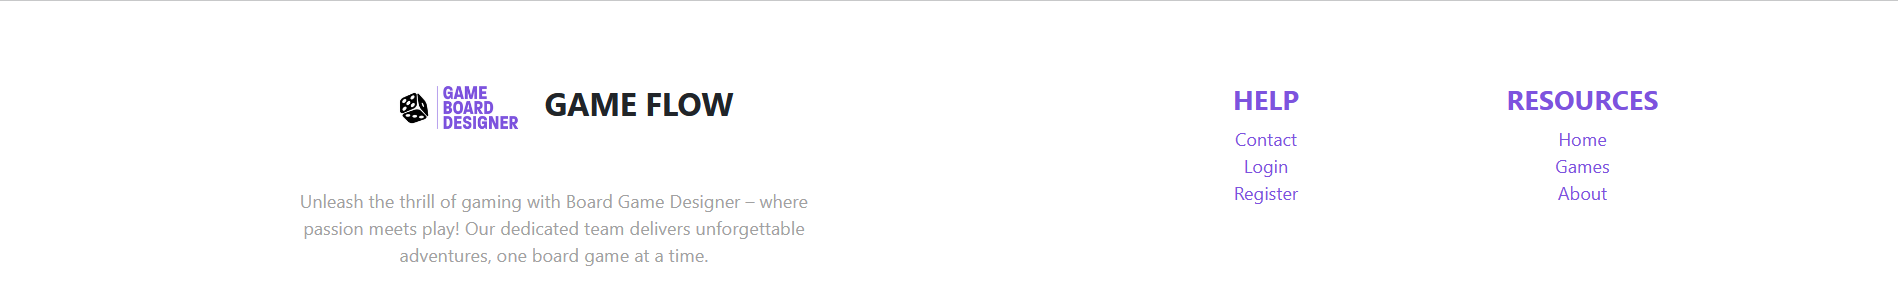 GAME
BOARD
DESIGNER
GAME FLOW
Unleash the thrill of gaming with Board Game Designer – where
passion meets play! Our dedicated team delivers unforgettable
adventures, one board game at a time.
HELP
Contact
Login
Register
RESOURCES
Home
Games
About